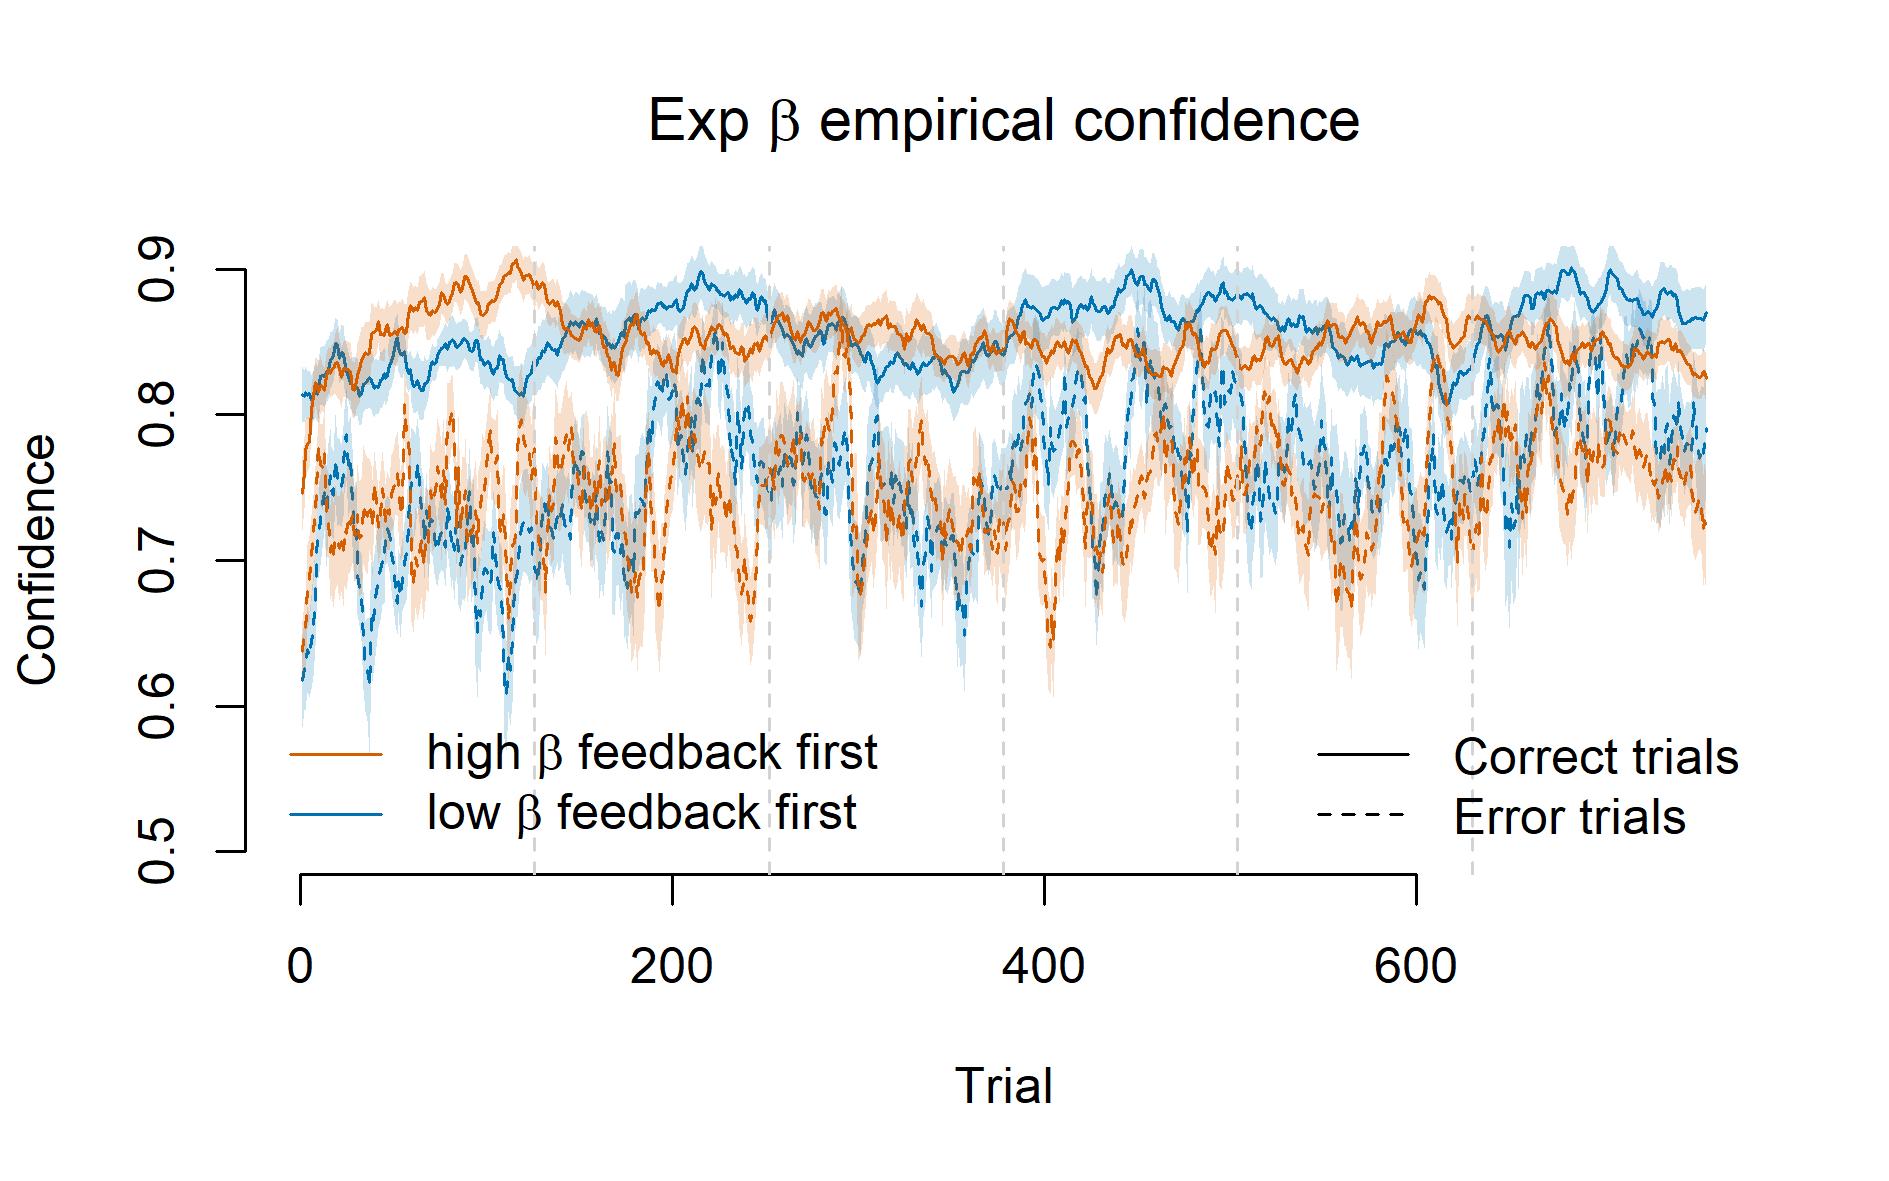 Exp β empirical confidence
Confidence
0.9
0.8
0.7
0.6
0.5
high β feedback first
low β feedback first
Correct trials
Error trials
0 200 400 600
Trial